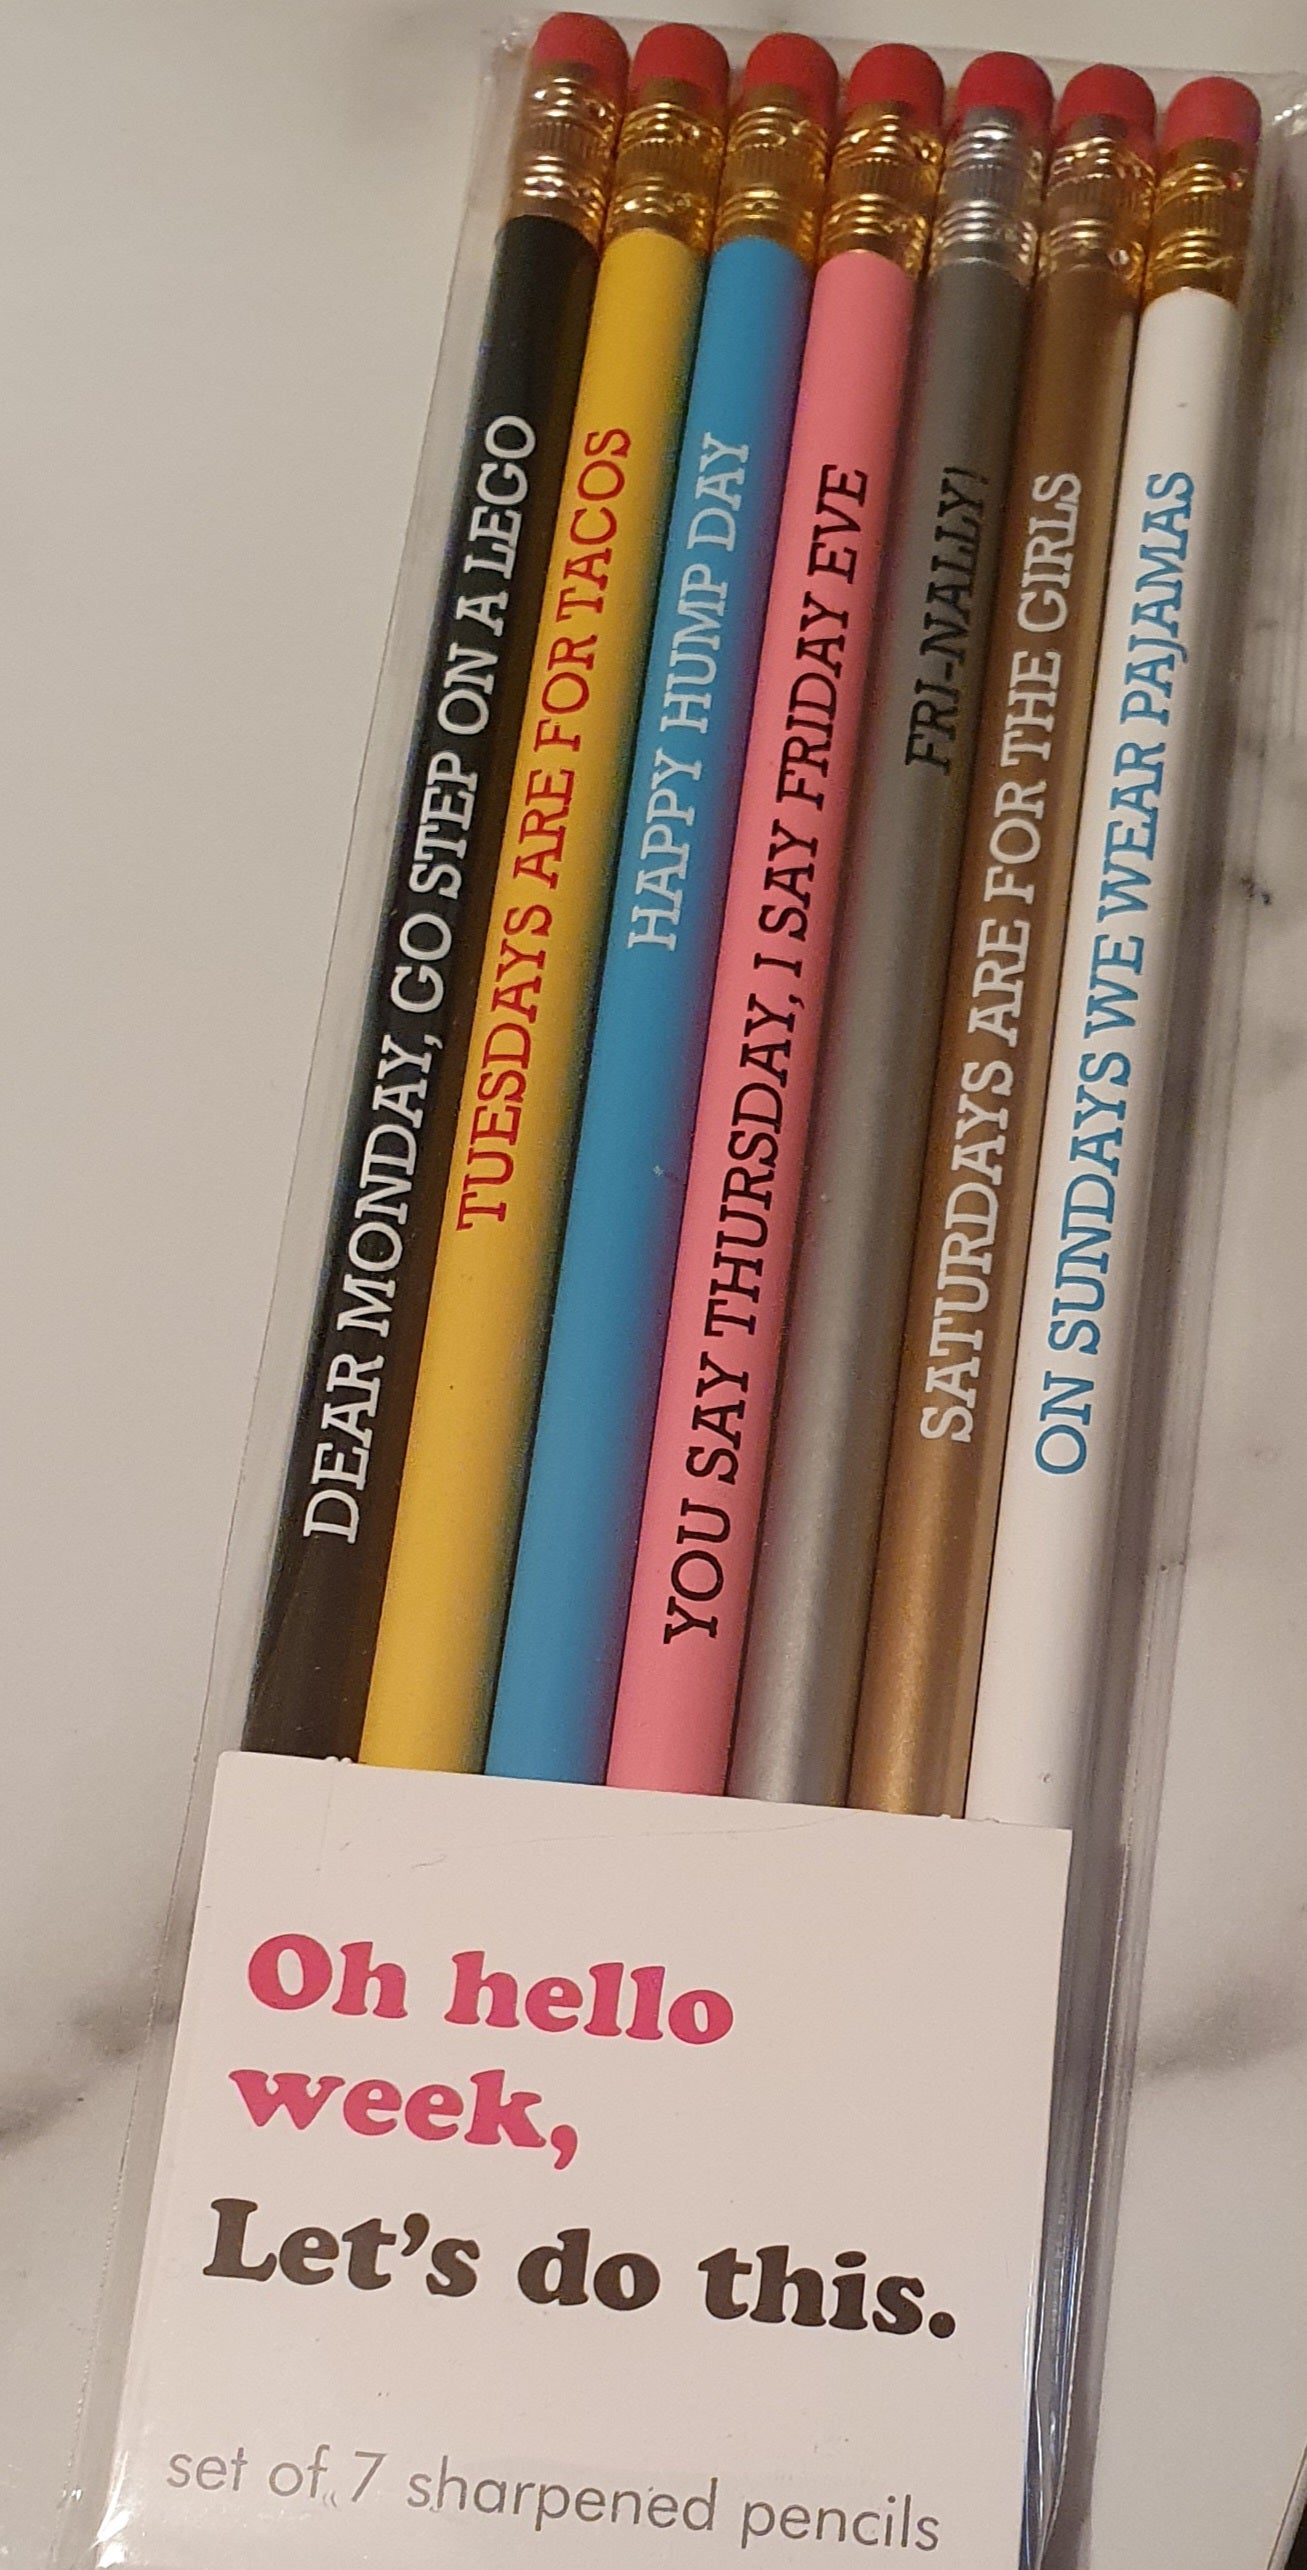 DEAR MONDAY, GO STEP ON A LEGO
TUESDAYS ARE FOR TACOS
HAPPY HUMP DAY
YOU SAY THURSDAY, I SAY FRIDAY EVE
FRI-NALLY!
SATURDAYS ARE FOR THE GIRLS
ON SUNDAYS WE WEAR PAJAMAS
Oh hello
week,
Let's do this.
set of 7 sharpened pencils